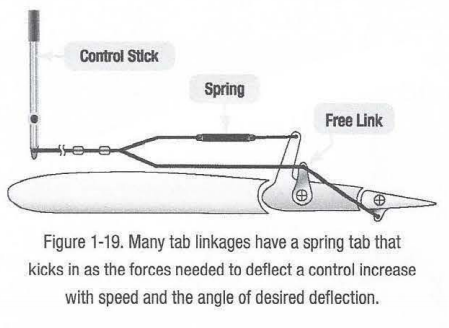 Control Stick
Spring
Free Link
Figure 1-19. Many tab linkages have a spring tab that
kicks in as the forces needed to deflect a control increase
with speed and the angle of desired deflection.